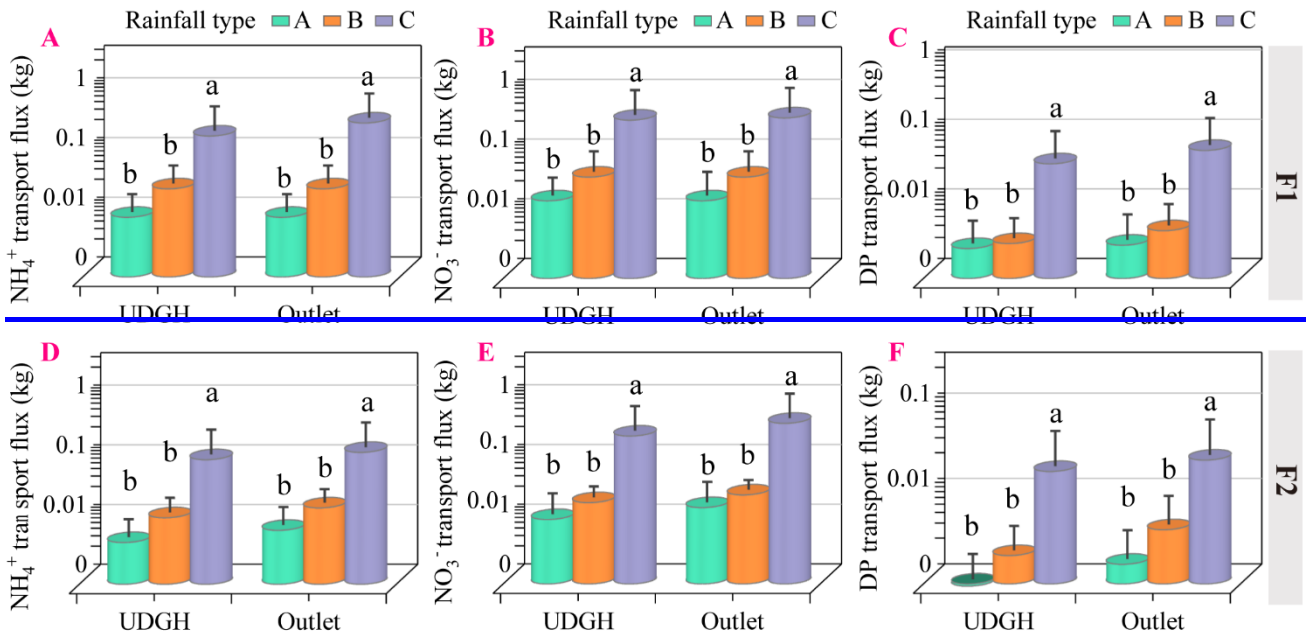 Rainfall type A B C
Rainfall type A B C
Rainfall type A B C
A
NH₄⁺ transport flux (kg)
1
0.1
0.01
0
a
b
b
a
b
b
UDGH Outlet
B
NO₃⁻ transport flux (kg)
1
0.1
0.01
0
a
b
b
a
b
b
UDGH Outlet
C
DP transport flux (kg)
1
0.1
0.01
0
a
b
b
a
b
b
UDGH Outlet
F1
D
NH₄⁺ tran sport flux (kg)
1
0.1
0.01
0
a
b
b
a
b
b
UDGH Outlet
E
NO₃⁻ transport flux (kg)
1
0.1
0.01
0
a
b
b
a
b
b
UDGH Outlet
F
DP transport flux (kg)
0.1
0.01
0
a
b
b
a
b
b
UDGH Outlet
F2